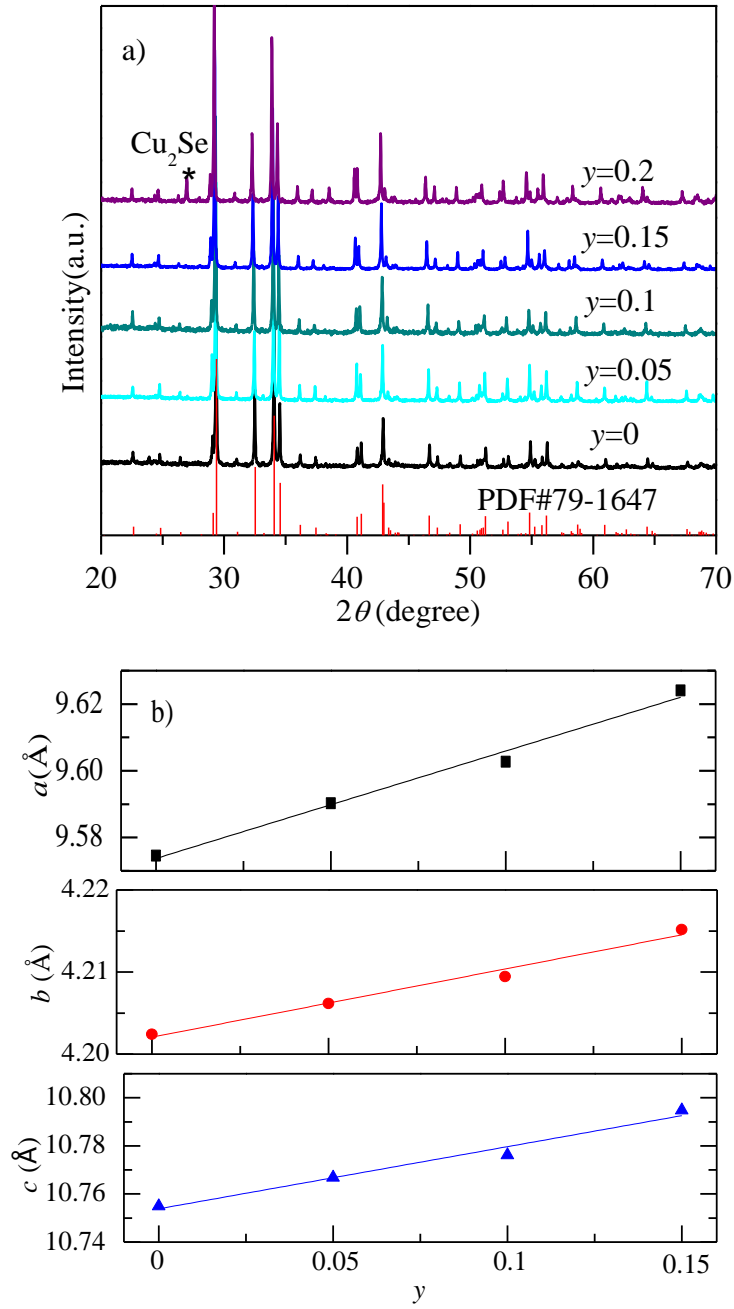 a)
Cu2Se
*
y=0.2
y=0.15
y=0.1
y=0.05
y=0
PDF#79-1647
Intensity(a.u.)
20 30 40 50 60 70
2θ (degree)
b)
9.62
9.60
9.58
a(Å)
4.22
4.21
4.20
b (Å)
10.80
10.78
10.76
10.74
c (Å)
0 0.05 0.1 0.15
y